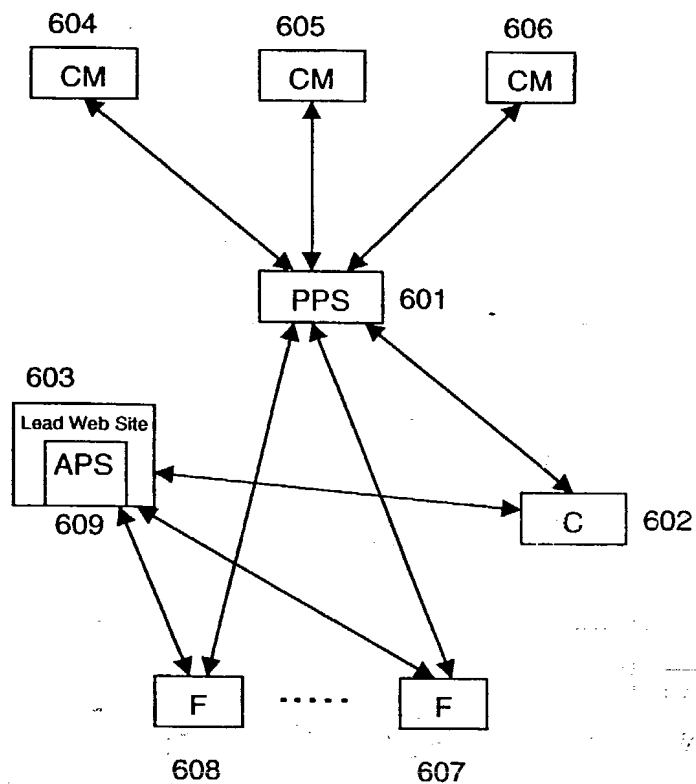 604 605 606
CM CM CM
PPS 601
603
Lead Web Site
APS
609
C 602
F ..... F
608 607